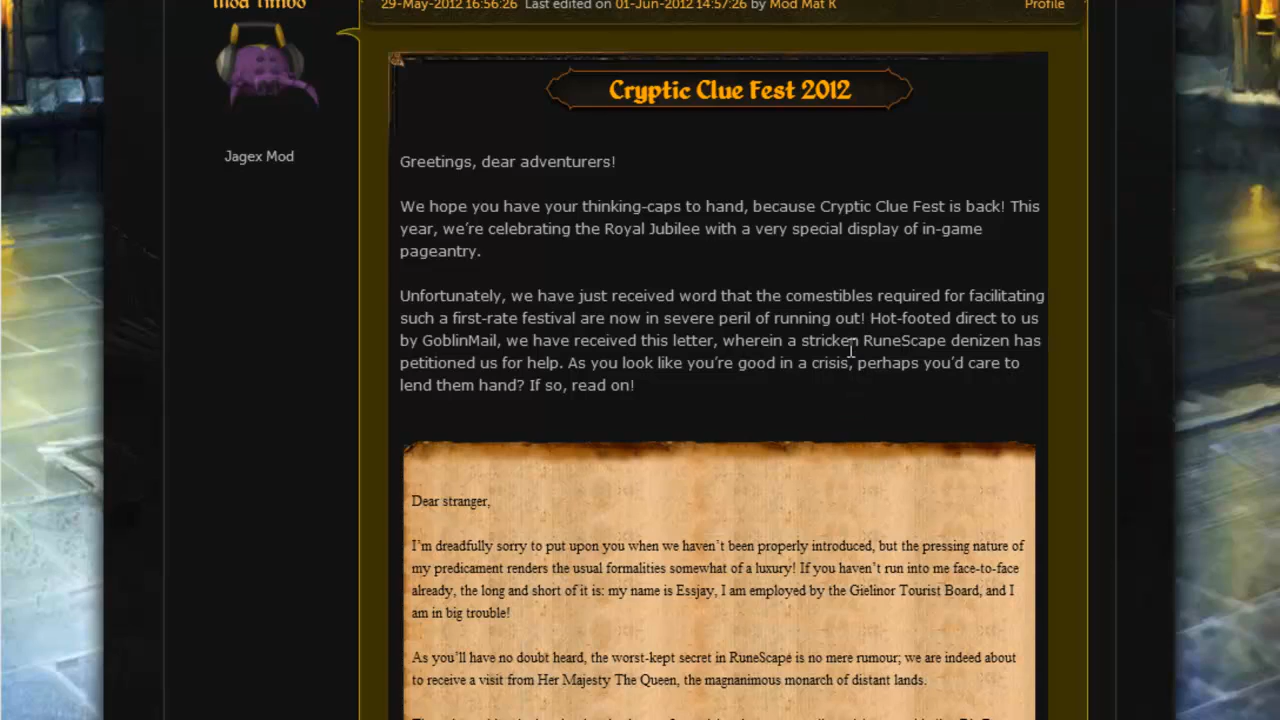 Mod Timbo
29-May-2012 16:56:26 Last edited on 01-Jun-2012 14:57:26 by Mod Mat K
Profile
Jagex Mod
Cryptic Clue Fest 2012
Greetings, dear adventurers!
We hope you have your thinking-caps to hand, because Cryptic Clue Fest is back! This
year, we're celebrating the Royal Jubilee with a very special display of in-game
pageantry.
Unfortunately, we have just received word that the comestibles required for facilitating
such a first-rate festival are now in severe peril of running out! Hot-footed direct to us
by GoblinMail, we have received this letter, wherein a stricken RuneScape denizen has
petitioned us for help. As you look like you're good in a crisis, perhaps you'd care to
lend them hand? If so, read on!
Dear stranger,
I'm dreadfully sorry to put upon you when we haven't been properly introduced, but the pressing nature of
my predicament renders the usual formalities somewhat of a luxury! If you haven't run into me face-to-face
already, the long and short of it is: my name is Essjay, I am employed by the Gielinor Tourist Board, and I
am in big trouble!
As you'll have no doubt heard, the worst-kept secret in RuneScape is no mere rumour; we are indeed about
to receive a visit from Her Majesty The Queen, the magnanimous monarch of distant lands.